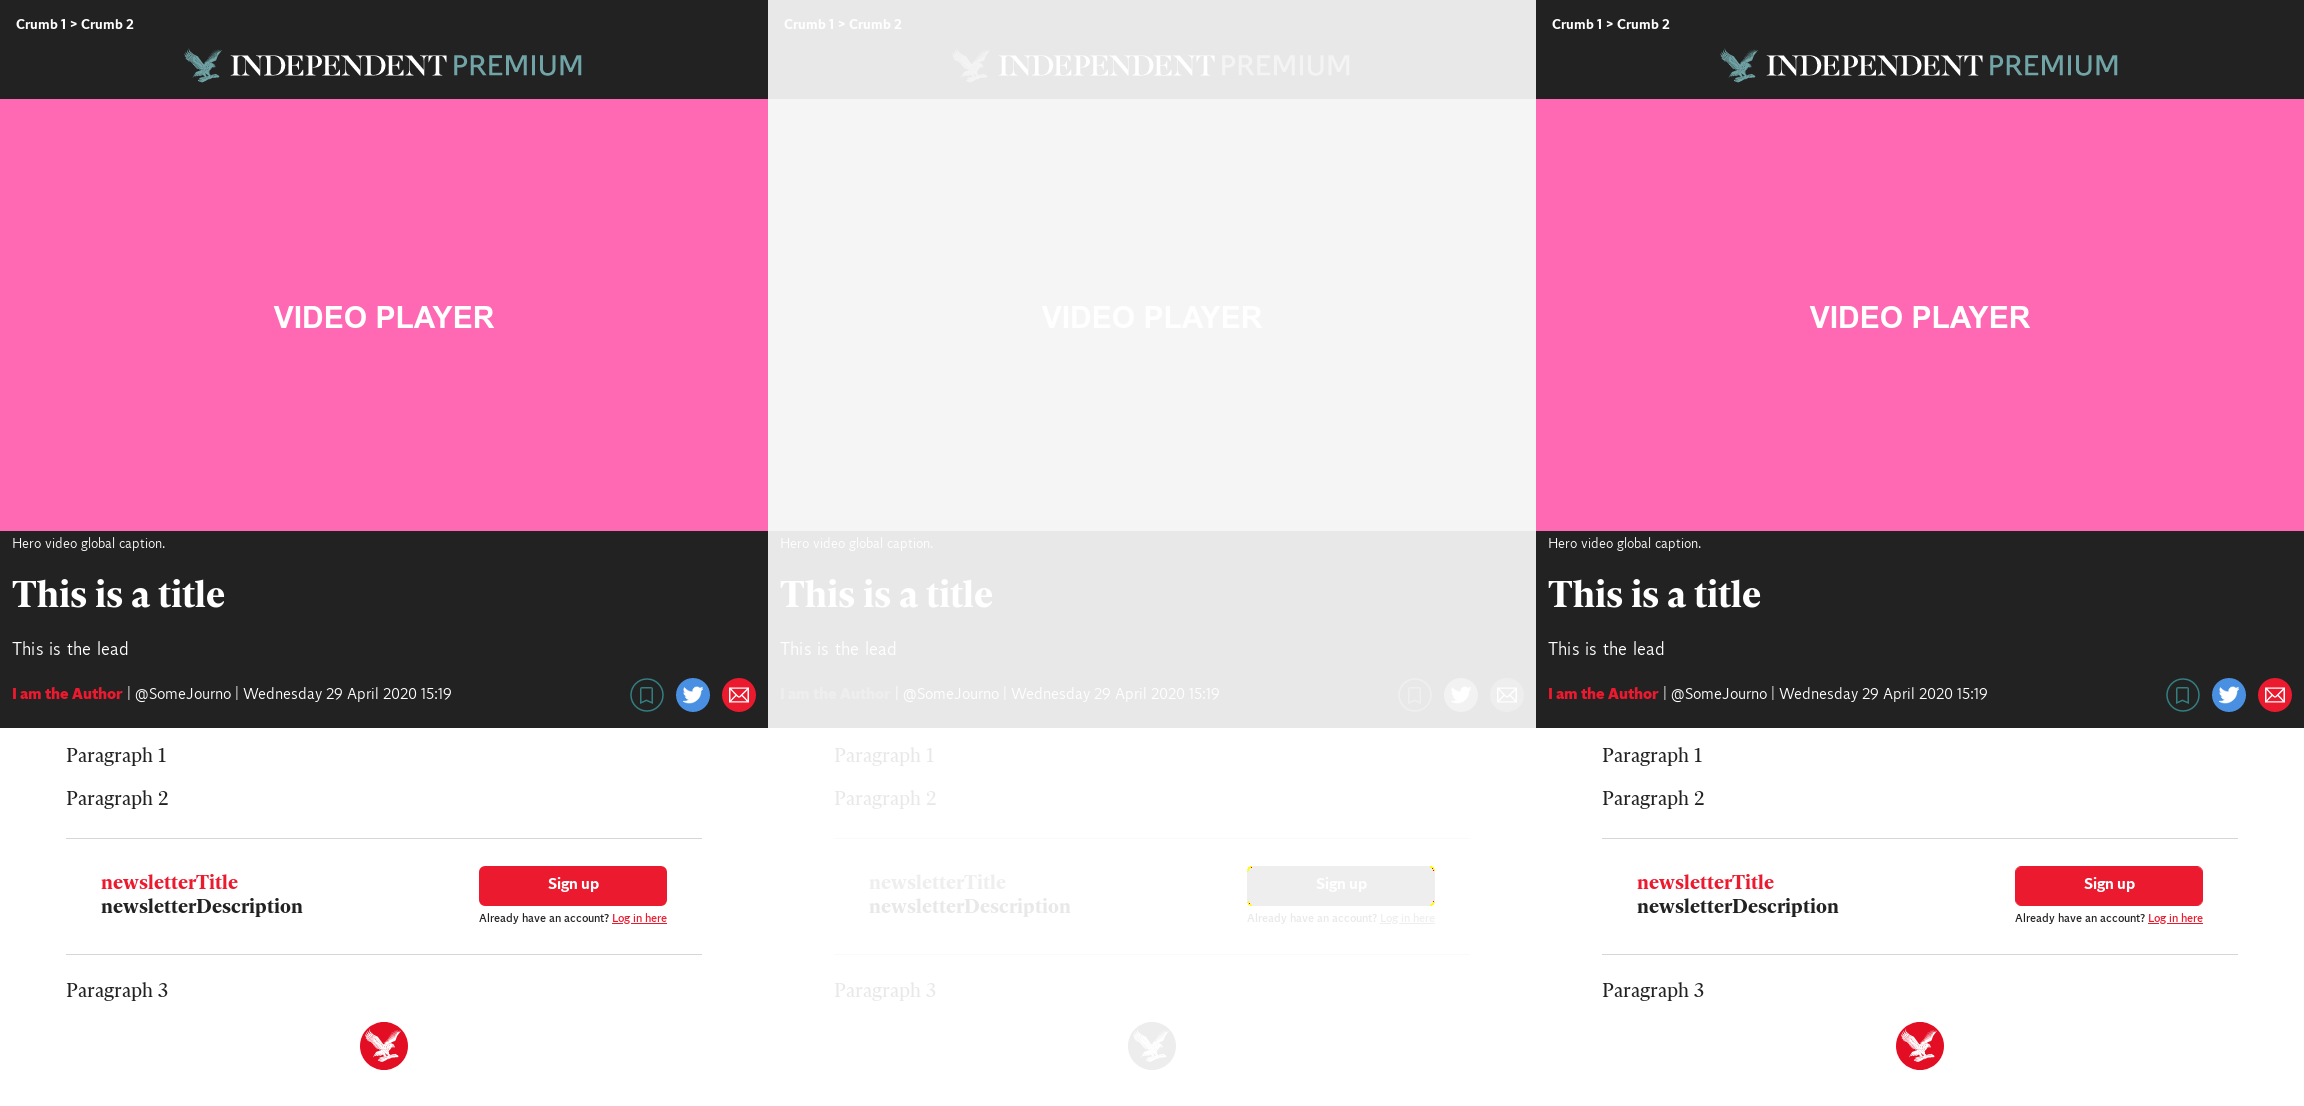 Crumb 1 > Crumb 2
INDEPENDENT PREMIUM
VIDEO PLAYER
Hero video global caption.
This is a title
This is the lead
I am the Author | @SomeJourno | Wednesday 29 April 2020 15:19
Paragraph 1
Paragraph 2
newsletterTitle
newsletterDescription
Sign up
Already have an account? Log in here
Paragraph 3
Crumb 1 > Crumb 2
INDEPENDENT PREMIUM
VIDEO PLAYER
Hero video global caption.
This is a title
This is the lead
I am the Author | @SomeJourno | Wednesday 29 April 2020 15:19
Paragraph 1
Paragraph 2
newsletterTitle
newsletterDescription
Sign up
Already have an account? Log in here
Paragraph 3
Crumb 1 > Crumb 2
INDEPENDENT PREMIUM
VIDEO PLAYER
Hero video global caption.
This is a title
This is the lead
I am the Author | @SomeJourno | Wednesday 29 April 2020 15:19
Paragraph 1
Paragraph 2
newsletterTitle
newsletterDescription
Sign up
Already have an account? Log in here
Paragraph 3